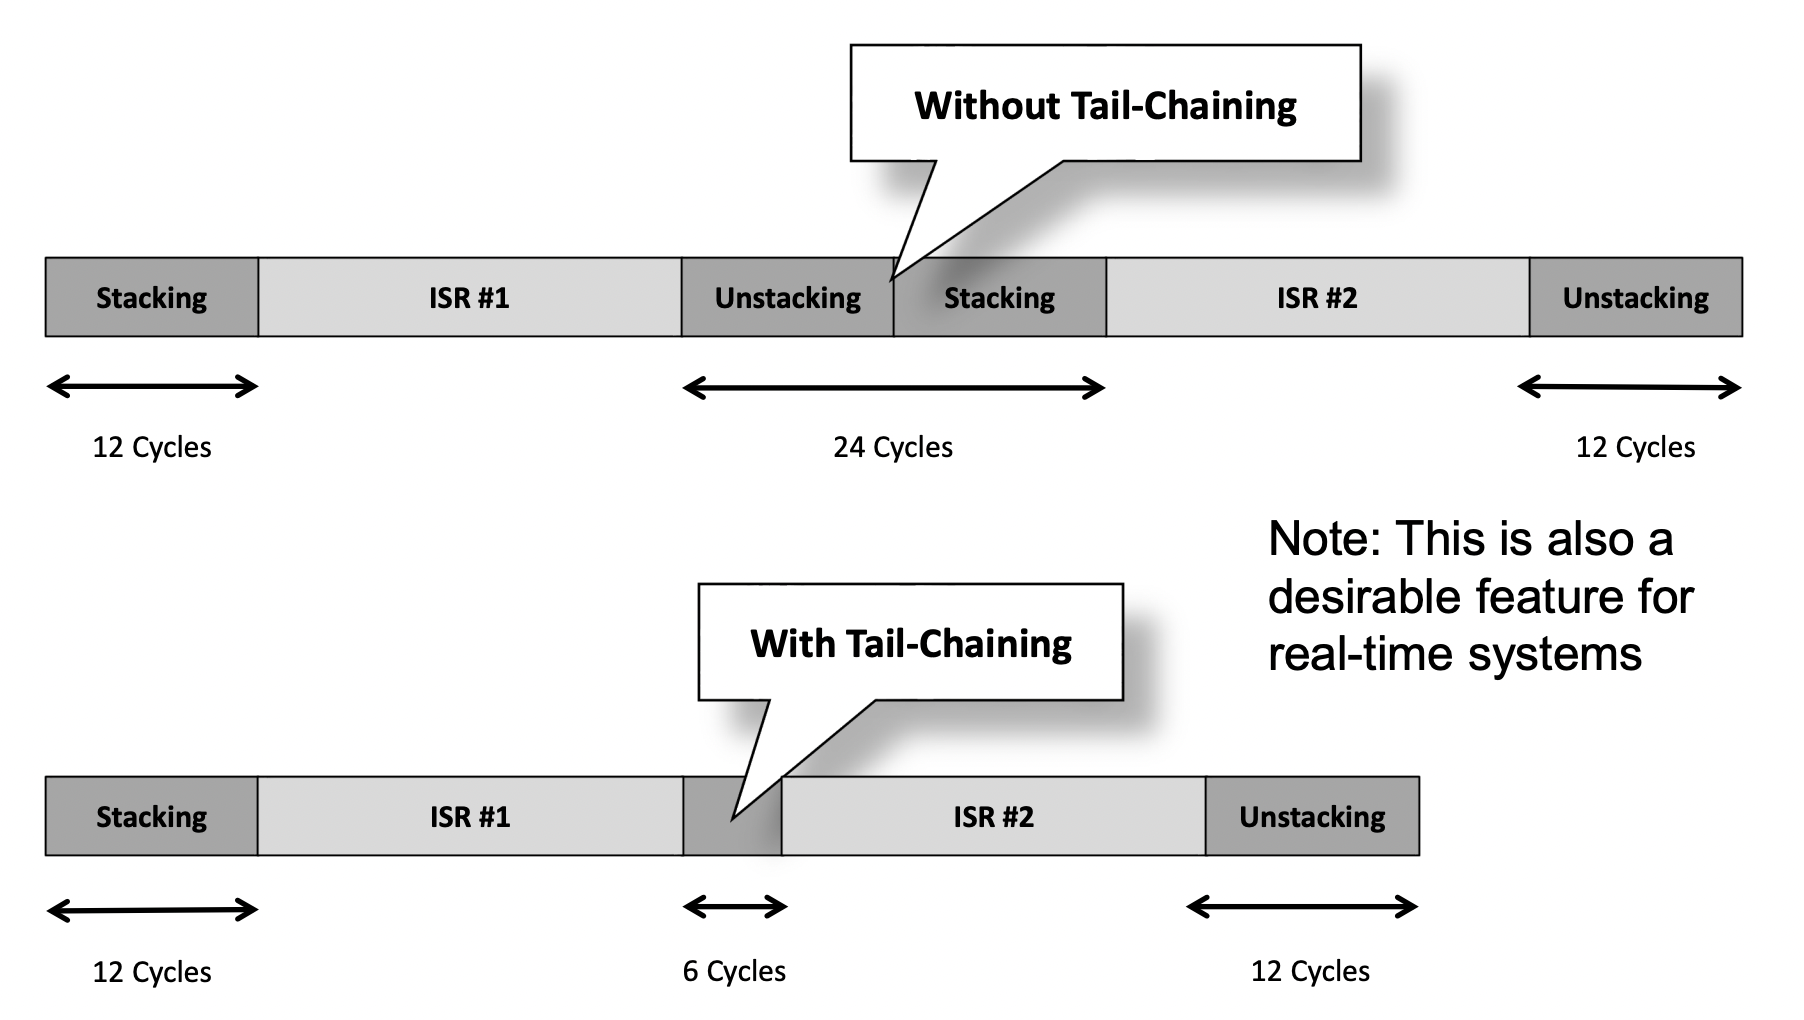 Without Tail-Chaining
Stacking
ISR #1
Unstacking
Stacking
ISR #2
Unstacking
12 Cycles
24 Cycles
12 Cycles
Note: This is also a
desirable feature for
real-time systems
With Tail-Chaining
Stacking
ISR #1
ISR #2
Unstacking
12 Cycles
6 Cycles
12 Cycles